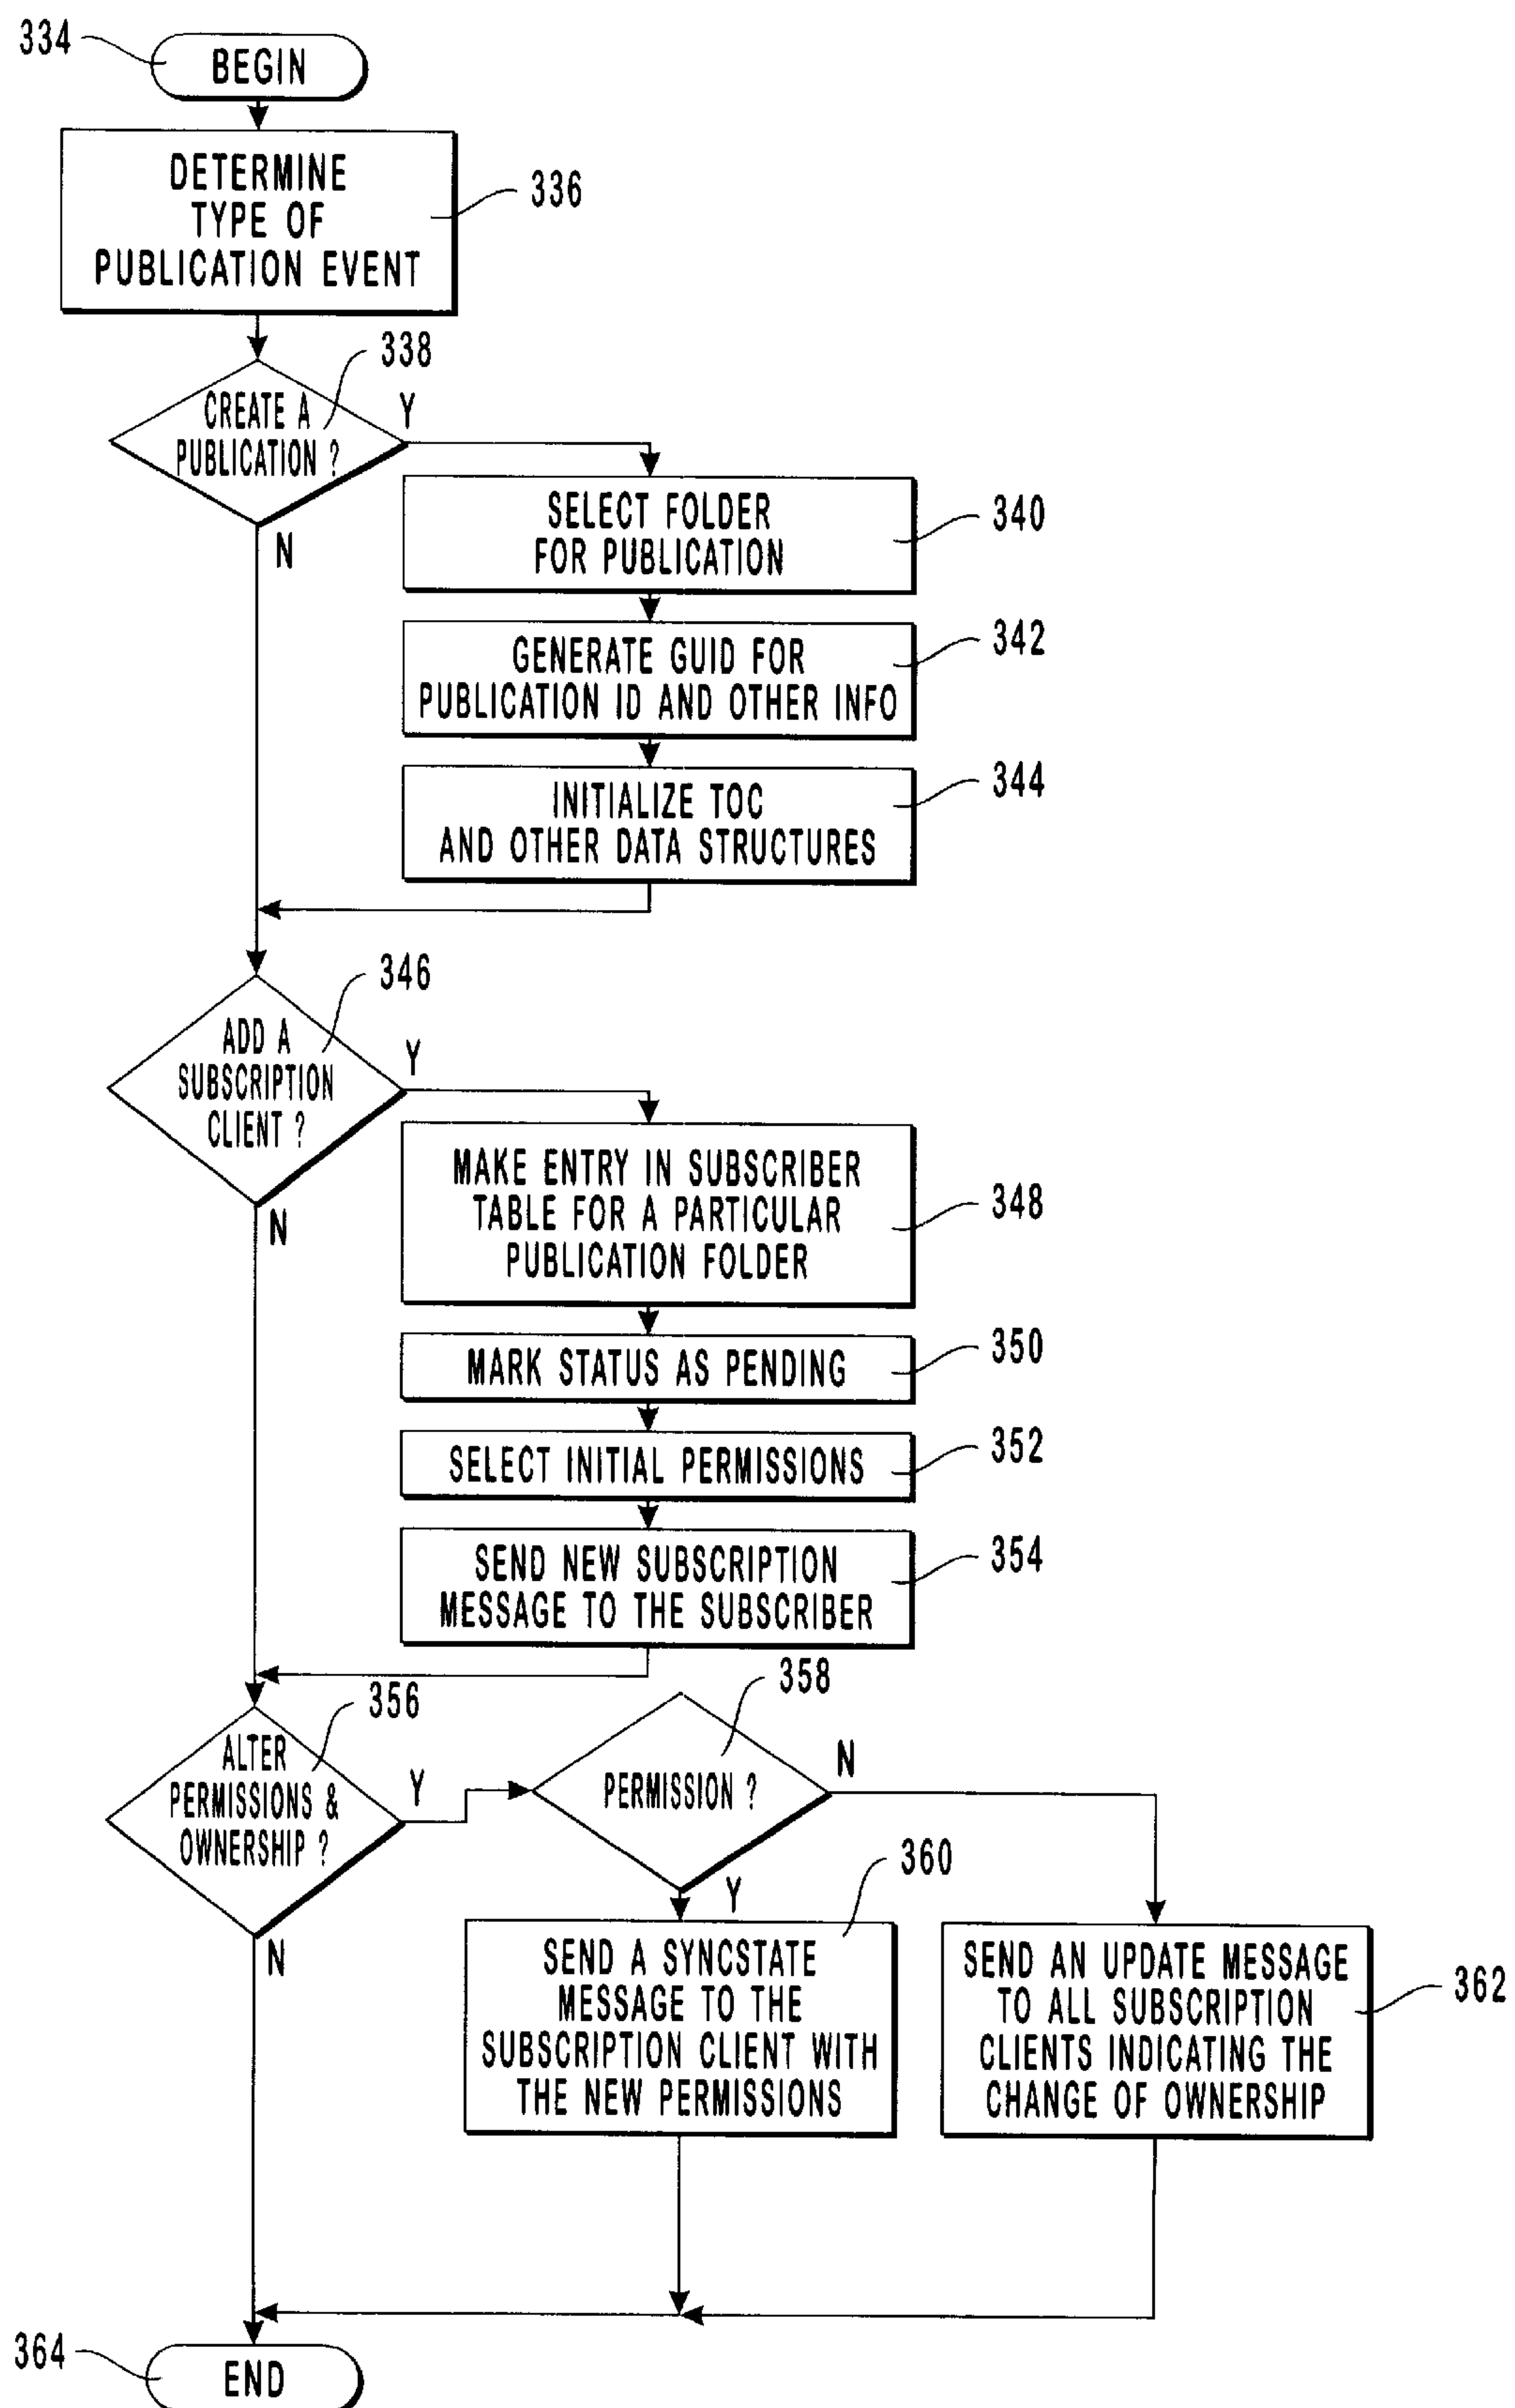 334
BEGIN
DETERMINE
TYPE OF
PUBLICATION EVENT
336
338
CREATE A
PUBLICATION ?
Y
N
SELECT FOLDER
FOR PUBLICATION
340
GENERATE GUID FOR
PUBLICATION ID AND OTHER INFO
342
INITIALIZE TOC
AND OTHER DATA STRUCTURES
344
346
ADD A
SUBSCRIPTION
CLIENT ?
Y
N
MAKE ENTRY IN SUBSCRIBER
TABLE FOR A PARTICULAR
PUBLICATION FOLDER
348
MARK STATUS AS PENDING
350
SELECT INITIAL PERMISSIONS
352
SEND NEW SUBSCRIPTION
MESSAGE TO THE SUBSCRIBER
354
356
ALTER
PERMISSIONS &
OWNERSHIP ?
Y
N
358
PERMISSION ?
N
Y
360
SEND A SYNCSTATE
MESSAGE TO THE
SUBSCRIPTION CLIENT WITH
THE NEW PERMISSIONS
SEND AN UPDATE MESSAGE
TO ALL SUBSCRIPTION
CLIENTS INDICATING THE
CHANGE OF OWNERSHIP
362
364
END